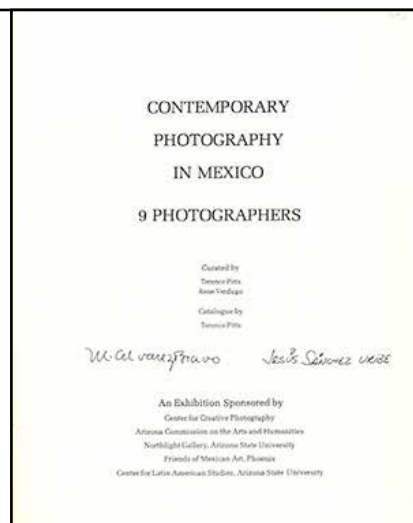 CONTEMPORARY
PHOTOGRAPHY
IN MEXICO
9 PHOTOGRAPHERS
Curated by
Terence Pitts
Rene Verdugo
Catalogue by
Terence Pitts
M. Alvarez Bravo Jesús Sánchez URIBE
An Exhibition Sponsored by
Center for Creative Photography
Arizona Commission on the Arts and Humanities
Northlight Gallery, Arizona State University
Friends of Mexican Art, Phoenix
Center for Latin American Studies, Arizona State University